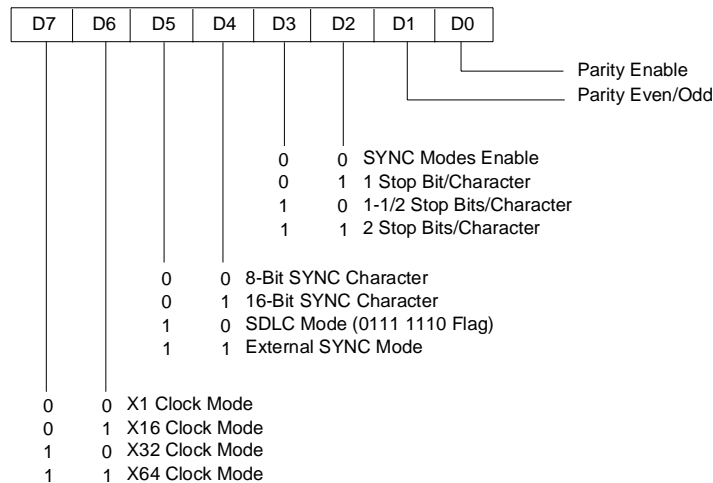 D7 D6 D5 D4 D3 D2 D1 D0
Parity Enable
Parity Even/Odd
0 0 SYNC Modes Enable
0 1 1 Stop Bit/Character
1 0 1-1/2 Stop Bits/Character
1 1 2 Stop Bits/Character
0 0 8-Bit SYNC Character
0 1 16-Bit SYNC Character
1 0 SDLC Mode (0111 1110 Flag)
1 1 External SYNC Mode
0 0 X1 Clock Mode
0 1 X16 Clock Mode
1 0 X32 Clock Mode
1 1 X64 Clock Mode